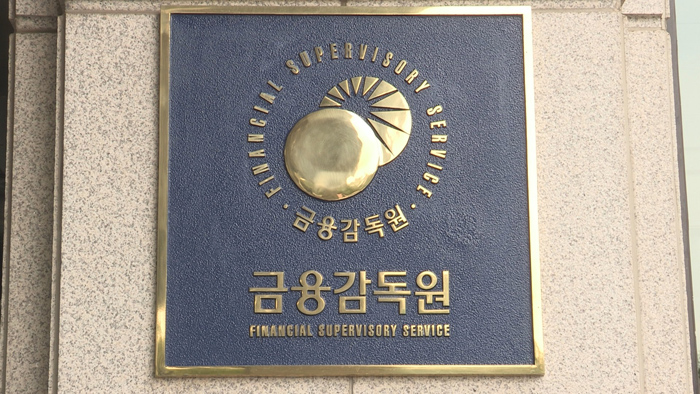 FINANCIAL SUPERVISORY SERVICE
· 금융감독원 ·
금융감독원
FINANCIAL SUPERVISORY SERVICE